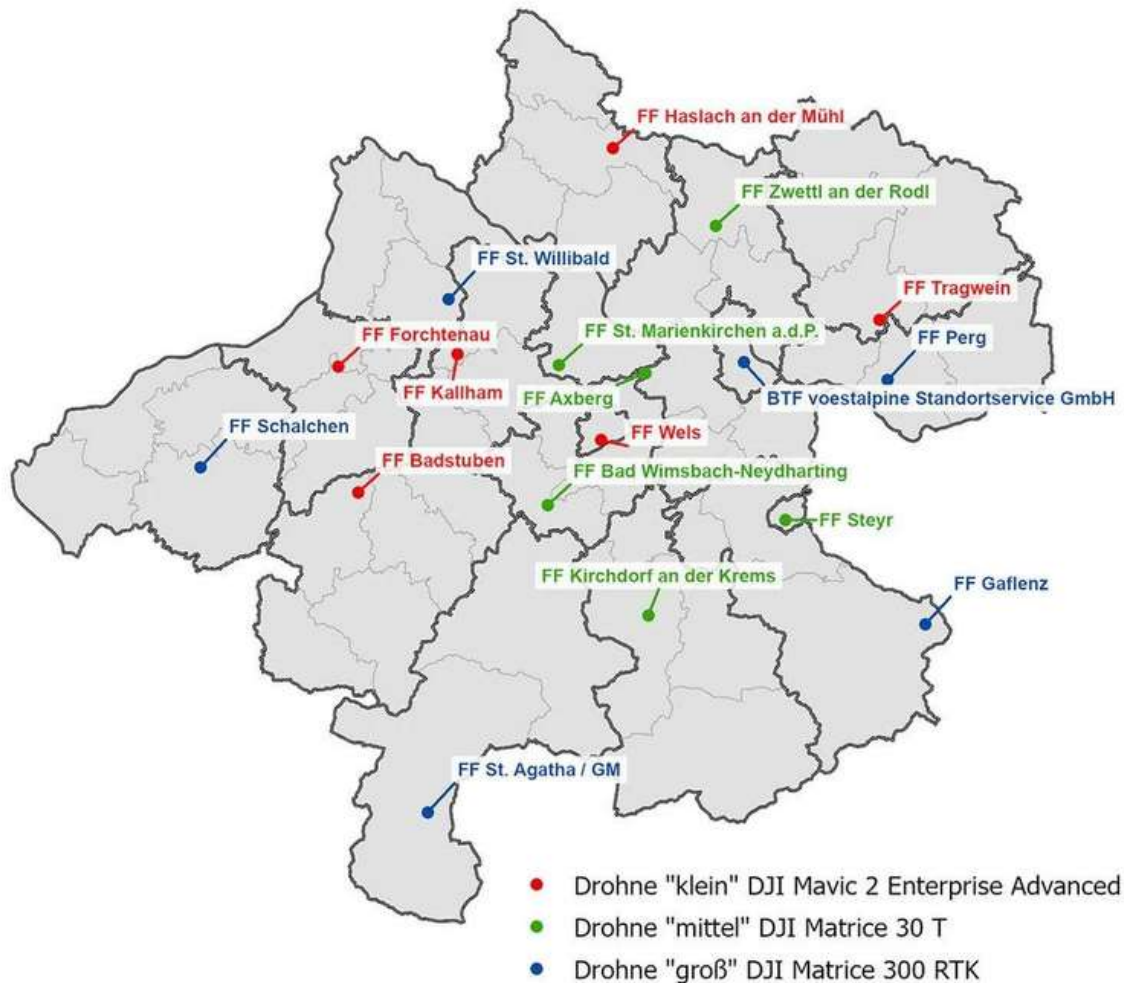 FF Haslach an der Mühl
FF Zwettl an der Rodl
FF St. Willibald
FF Tragwein
FF Forchtenau
FF St. Marienkirchen a.d.P.
FF Perg
FF Kallham
FF Axberg
BTF voestalpine Standortservice GmbH
FF Schalchen
FF Wels
FF Badstuben
FF Bad Wimsbach-Neydharting
FF Steyr
FF Kirchdorf an der Krems
FF Gaflenz
FF St. Agatha / GM
Drohne "klein" DJI Mavic 2 Enterprise Advanced
Drohne "mittel" DJI Matrice 30 T
Drohne "groß" DJI Matrice 300 RTK